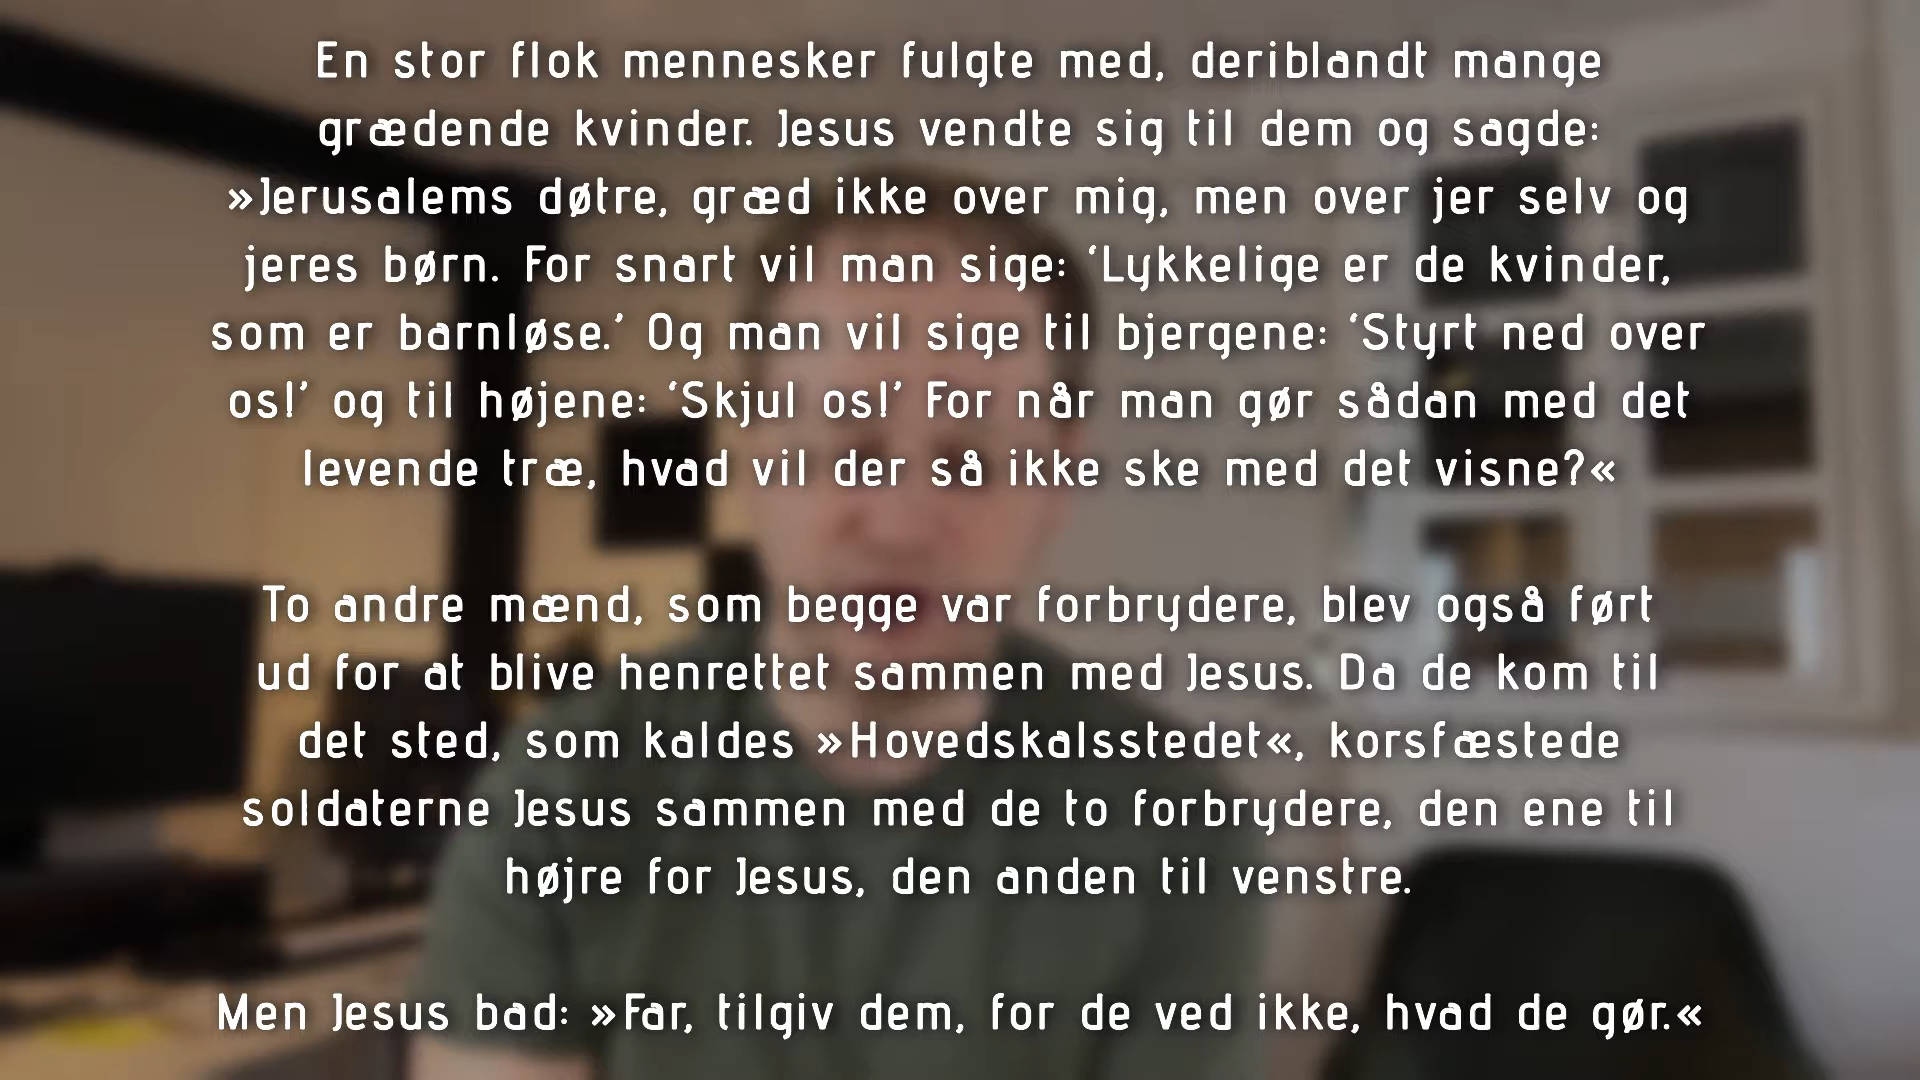 En stor flok mennesker fulgte med, deriblandt mange
grædende kvinder. Jesus vendte sig til dem og sagde:
»Jerusalems døtre, græd ikke over mig, men over jer selv og
jeres børn. For snart vil man sige: ‘Lykkelige er de kvinder,
som er barnløse.’ Og man vil sige til bjergene: ‘Styrt ned over
os!’ og til højene: ‘Skjul os!’ For når man gør sådan med det
levende træ, hvad vil der så ikke ske med det visne?«
To andre mænd, som begge var forbrydere, blev også ført
ud for at blive henrettet sammen med Jesus. Da de kom til
det sted, som kaldes »Hovedskalsstedet«, korsfæstede
soldaterne Jesus sammen med de to forbrydere, den ene til
højre for Jesus, den anden til venstre.
Men Jesus bad: »Far, tilgiv dem, for de ved ikke, hvad de gør.«